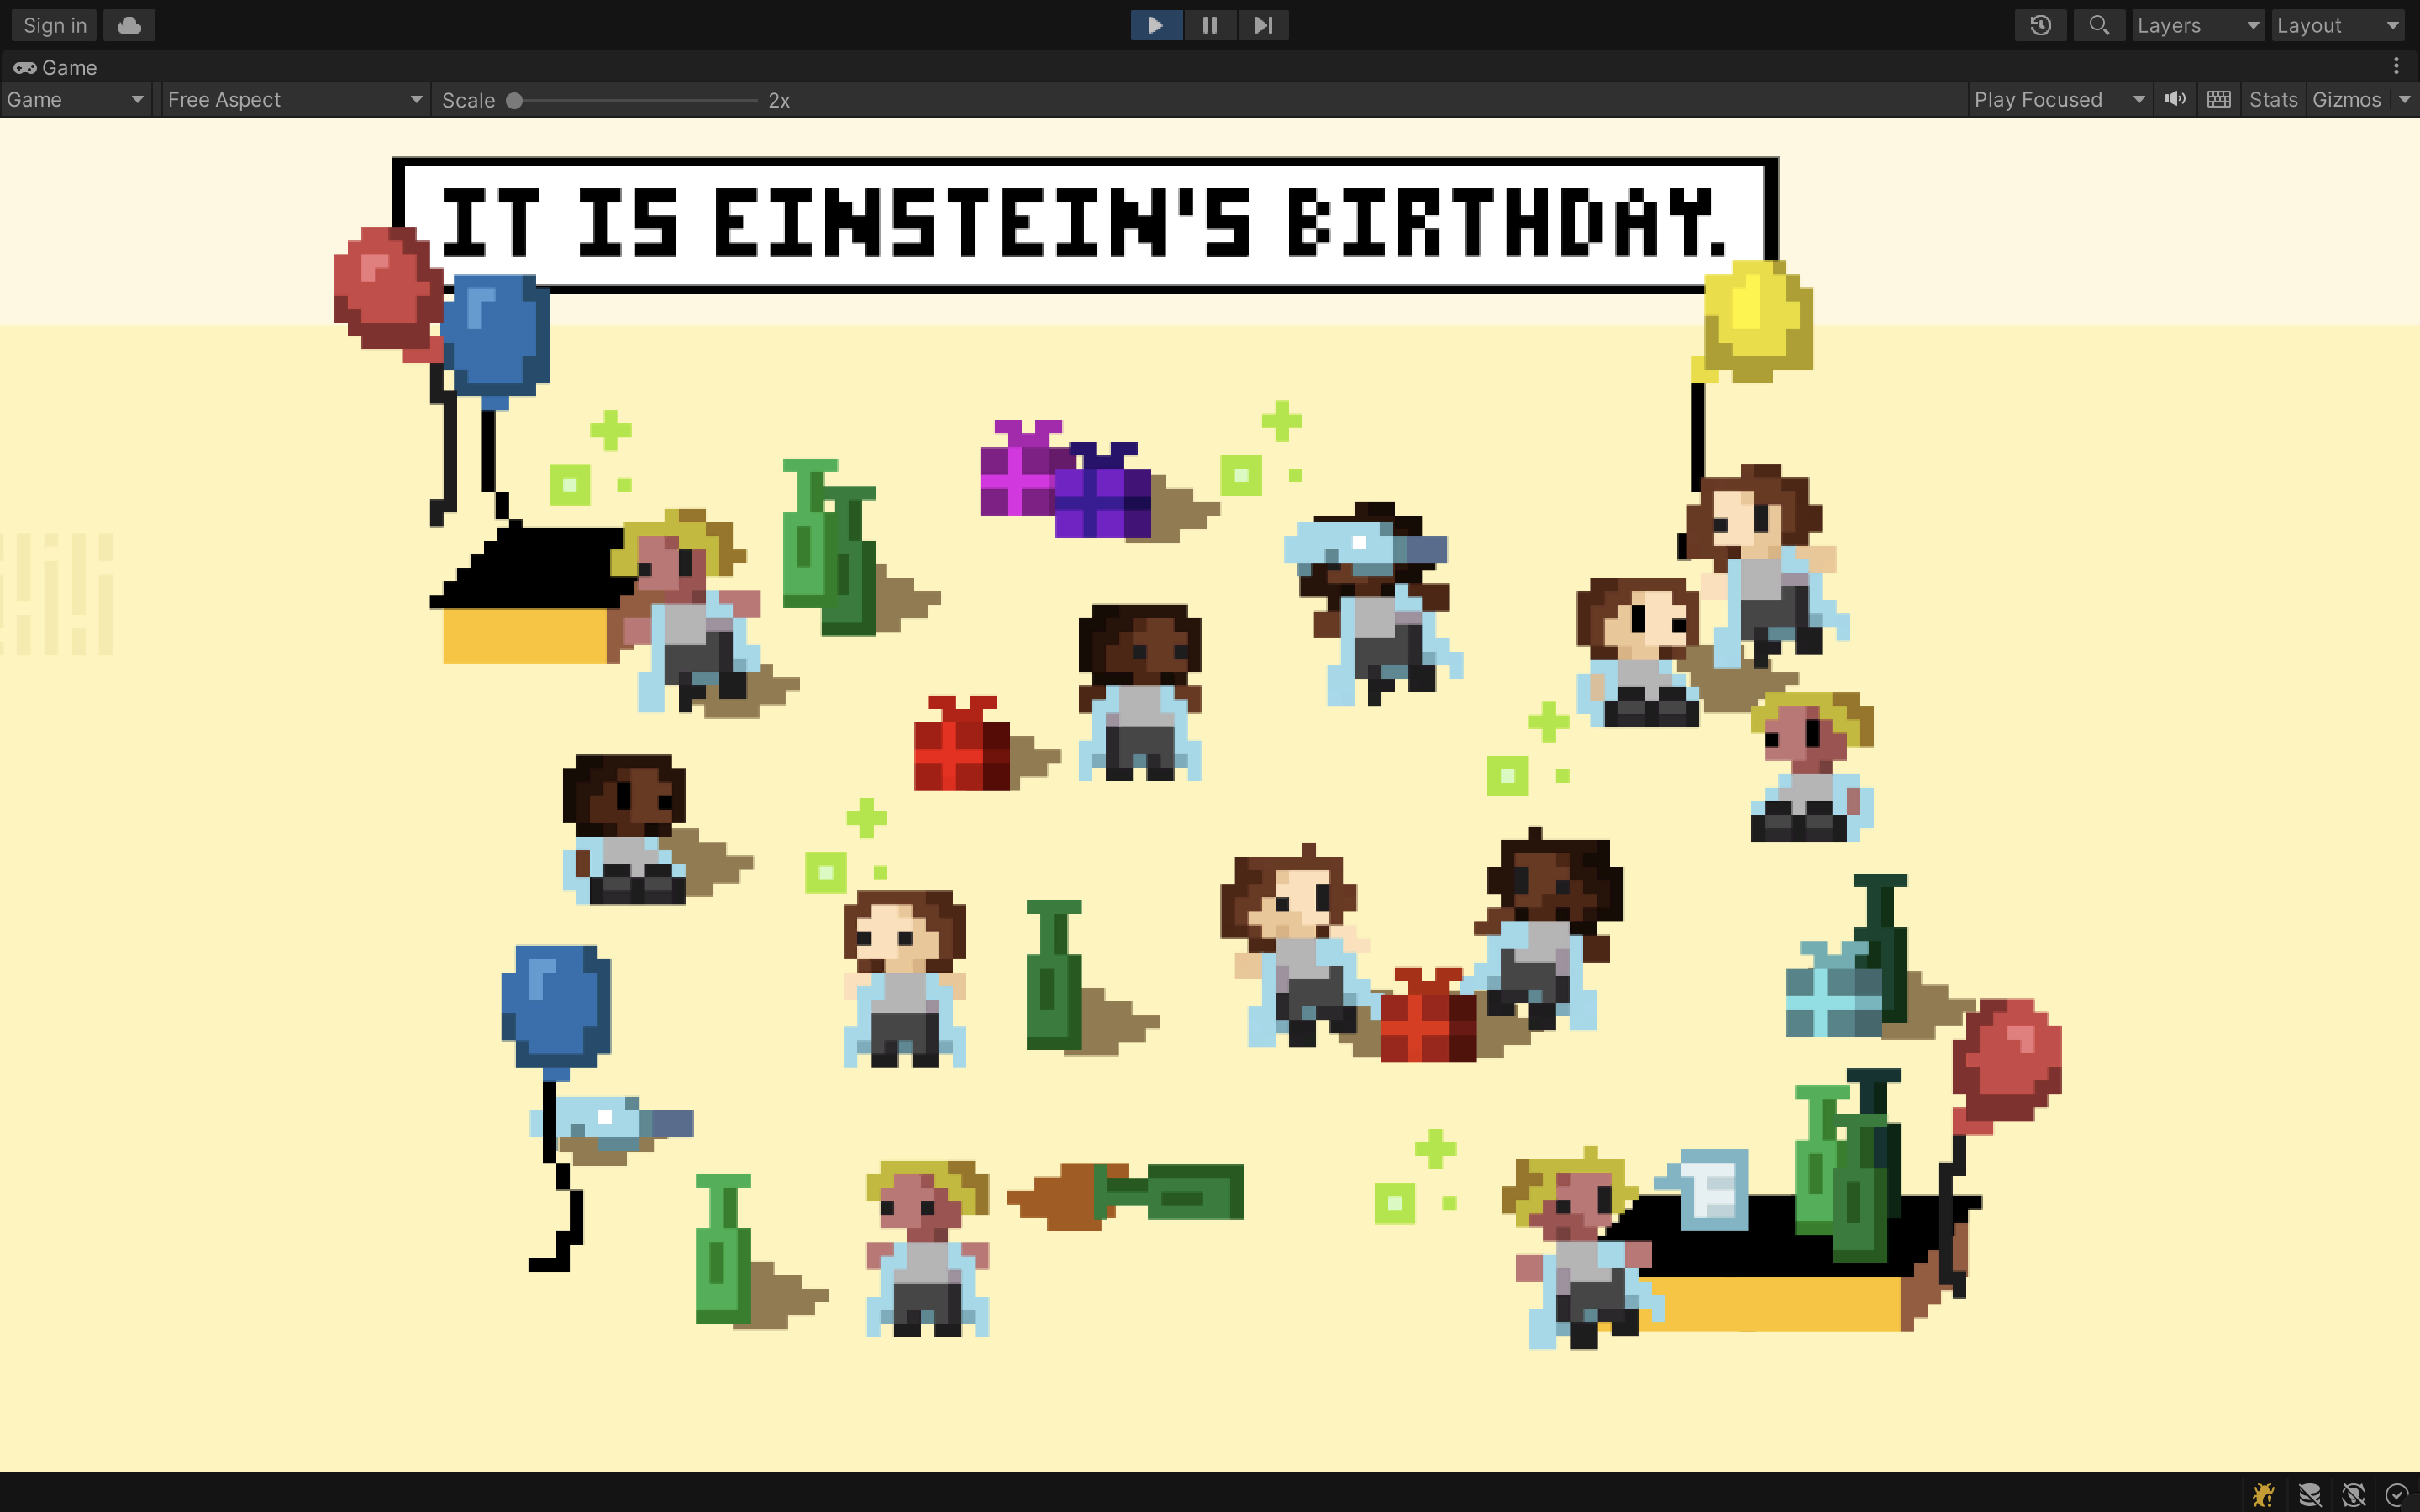 Sign in
Layers
Layout
Game
Game
Free Aspect
Scale
2x
Play Focused
Stats
Gizmos
IT IS EINSTEIN'S BIRTHDAY.